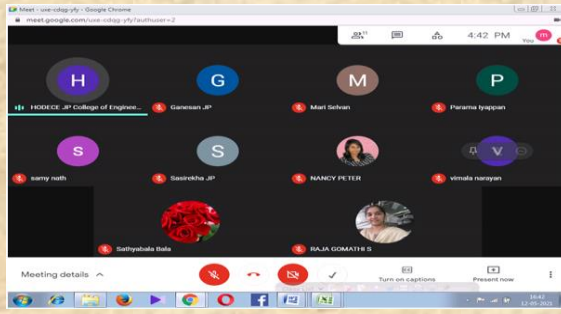 Meet - uxe-cdqg-yfy - Google Chrome
meet.google.com/uxe-cdqg-yfy?authuser=2
11
4:42 PM
You
m
H
G
M
P
HODECE JP College of Enginee...
Ganesan JP
Mari Selvan
Parama Iyappan
S
S
V
samy nath
Sasirekha JP
NANCY PETER
vimala narayan
Sathyabala Bala
RAJA GOMATHI S
Meeting details
Turn on captions
Present now
16:42
12-05-2021